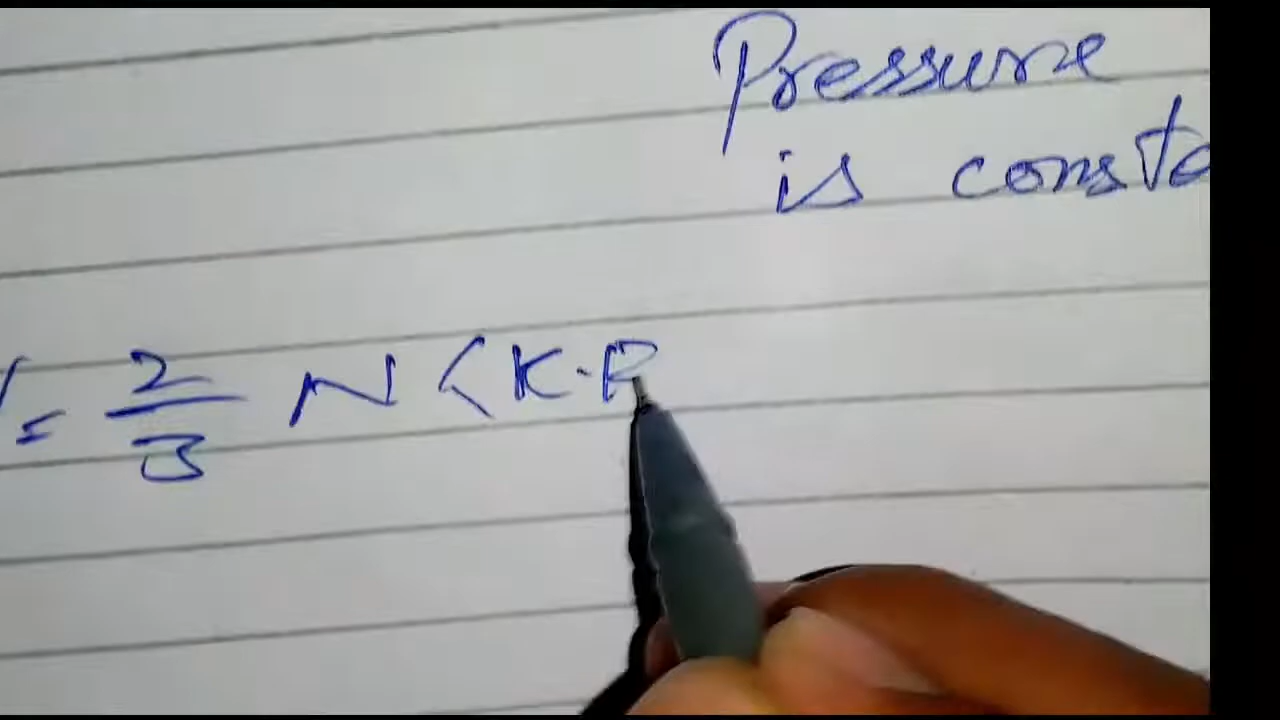 Pressure
is consta
= 2/3 N <K.E